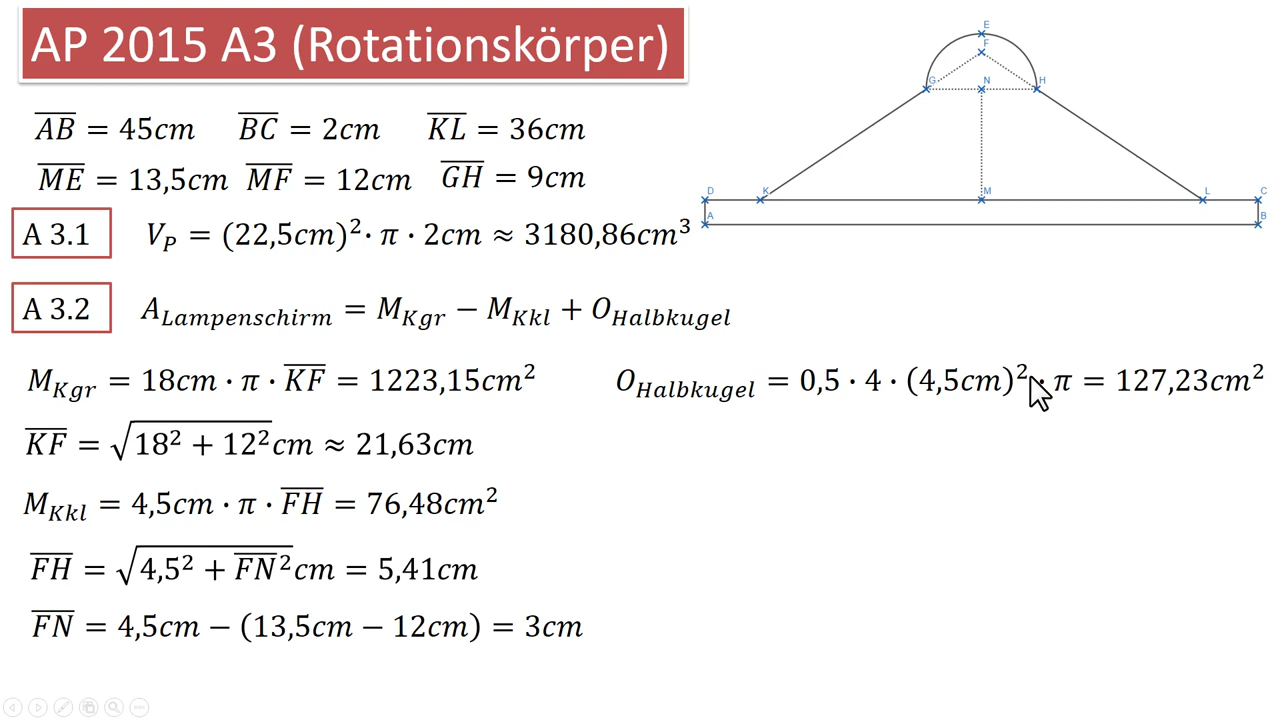 AP 2015 A3 (Rotationskörper)
AB = 45cm BC = 2cm KL = 36cm
ME = 13,5cm MF = 12cm GH = 9cm
A 3.1 V_P = (22,5cm)² · π · 2cm ≈ 3180,86cm³
A 3.2 A_Lampenschirm = M_Kgr − M_Kkl + O_Halbkugel
M_Kgr = 18cm · π · KF = 1223,15cm² O_Halbkugel = 0,5 · 4 · (4,5cm)² · π = 127,23cm²
KF = √(18² + 12²)cm ≈ 21,63cm
M_Kkl = 4,5cm · π · FH = 76,48cm²
FH = √(4,5² + FN²)cm = 5,41cm
FN = 4,5cm − (13,5cm − 12cm) = 3cm
E
F
G N H
D K M L C
A B